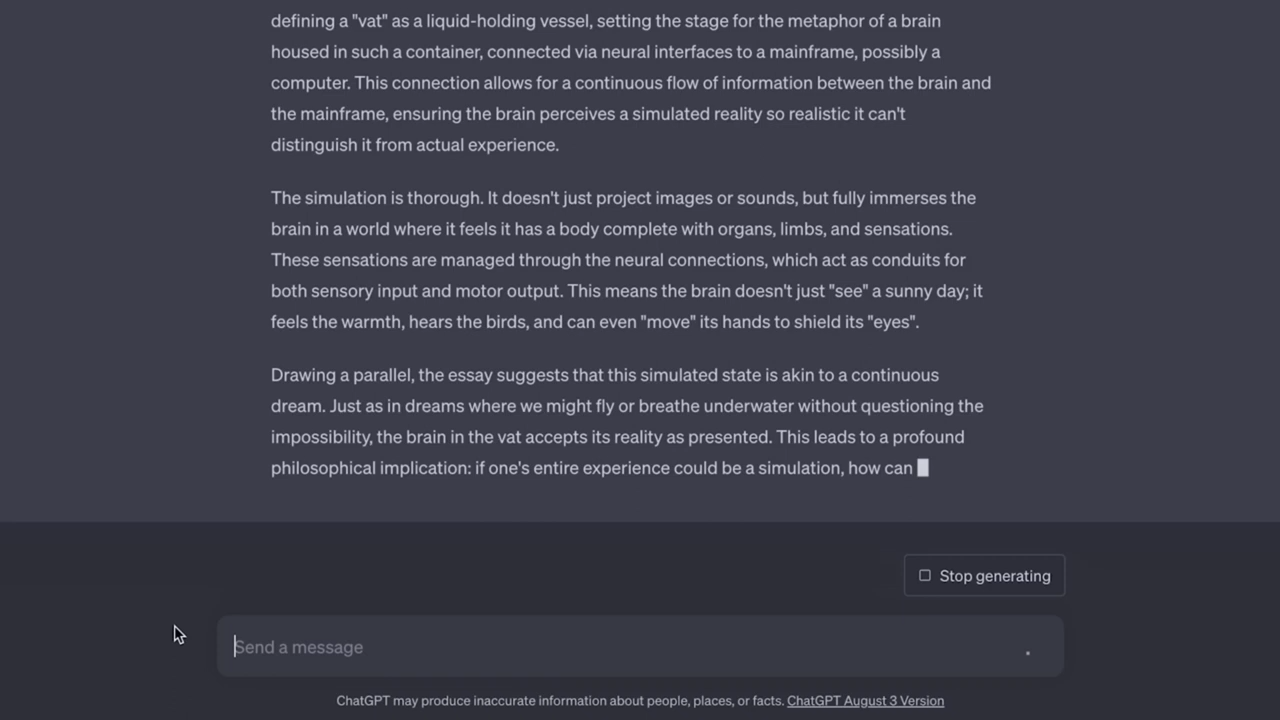 defining a "vat" as a liquid-holding vessel, setting the stage for the metaphor of a brain
housed in such a container, connected via neural interfaces to a mainframe, possibly a
computer. This connection allows for a continuous flow of information between the brain and
the mainframe, ensuring the brain perceives a simulated reality so realistic it can't
distinguish it from actual experience.
The simulation is thorough. It doesn't just project images or sounds, but fully immerses the
brain in a world where it feels it has a body complete with organs, limbs, and sensations.
These sensations are managed through the neural connections, which act as conduits for
both sensory input and motor output. This means the brain doesn't just "see" a sunny day; it
feels the warmth, hears the birds, and can even "move" its hands to shield its "eyes".
Drawing a parallel, the essay suggests that this simulated state is akin to a continuous
dream. Just as in dreams where we might fly or breathe underwater without questioning the
impossibility, the brain in the vat accepts its reality as presented. This leads to a profound
philosophical implication: if one's entire experience could be a simulation, how can
Stop generating
Send a message
ChatGPT may produce inaccurate information about people, places, or facts. ChatGPT August 3 Version